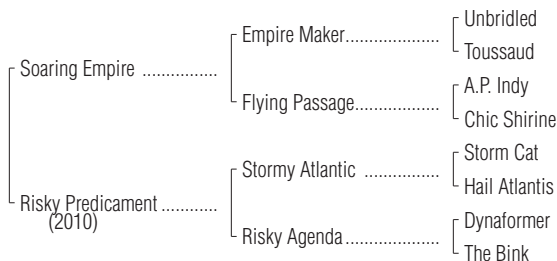 Unbridled
Empire Maker....................
Toussaud
Soaring Empire ...............
A.P. Indy
Flying Passage..................
Chic Shirine
Storm Cat
Stormy Atlantic ................
Hail Atlantis
Risky Predicament ...........
(2010)
Dynaformer
Risky Agenda....................
The Bink